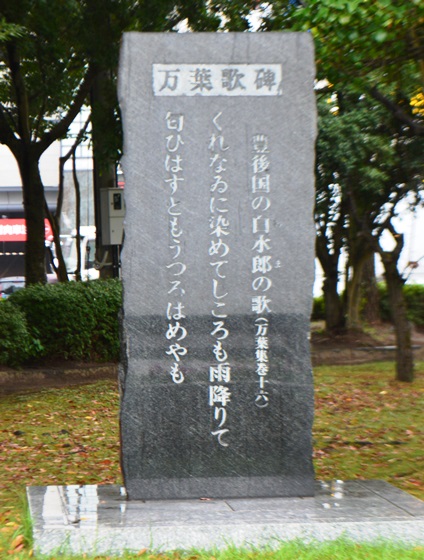 万葉歌碑
豊後国の白水郎の歌(万葉集巻十六)
くれなゐに染めてしころも雨降りて
匂ひはすともうつろはめやも